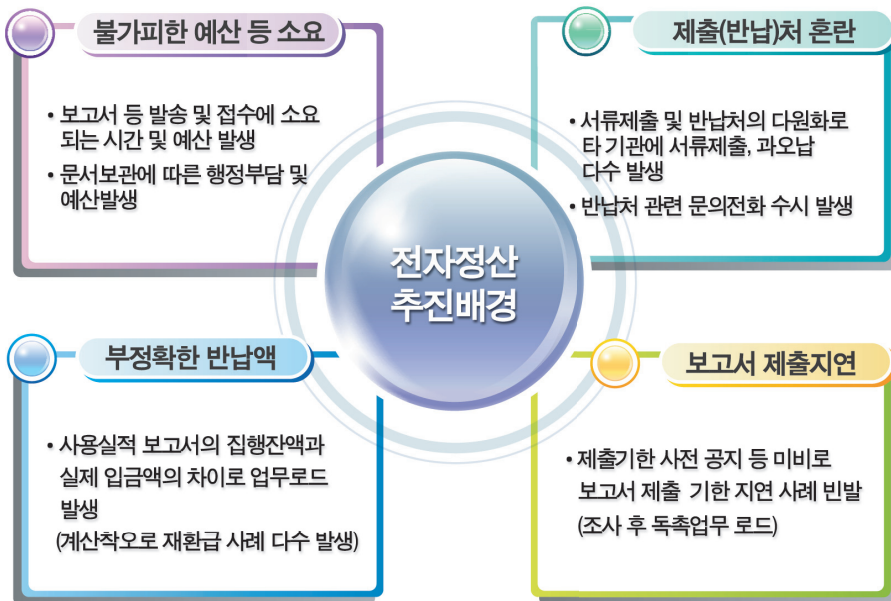 불가피한 예산 등 소요
• 보고서 등 발송 및 접수에 소요
되는 시간 및 예산 발생
• 문서보관에 따른 행정부담 및
예산발생
제출(반납)처 혼란
• 서류제출 및 반납처의 다원화로
타 기관에 서류제출, 과오납
다수 발생
• 반납처 관련 문의전화 수시 발생
전자정산
추진배경
부정확한 반납액
• 사용실적 보고서의 집행잔액과
실제 입금액의 차이로 업무로드
발생
(계산착오로 재환급 사례 다수 발생)
보고서 제출지연
• 제출기한 사전 공지 등 미비로
보고서 제출 기한 지연 사례 빈발
(조사 후 독촉업무 로드)